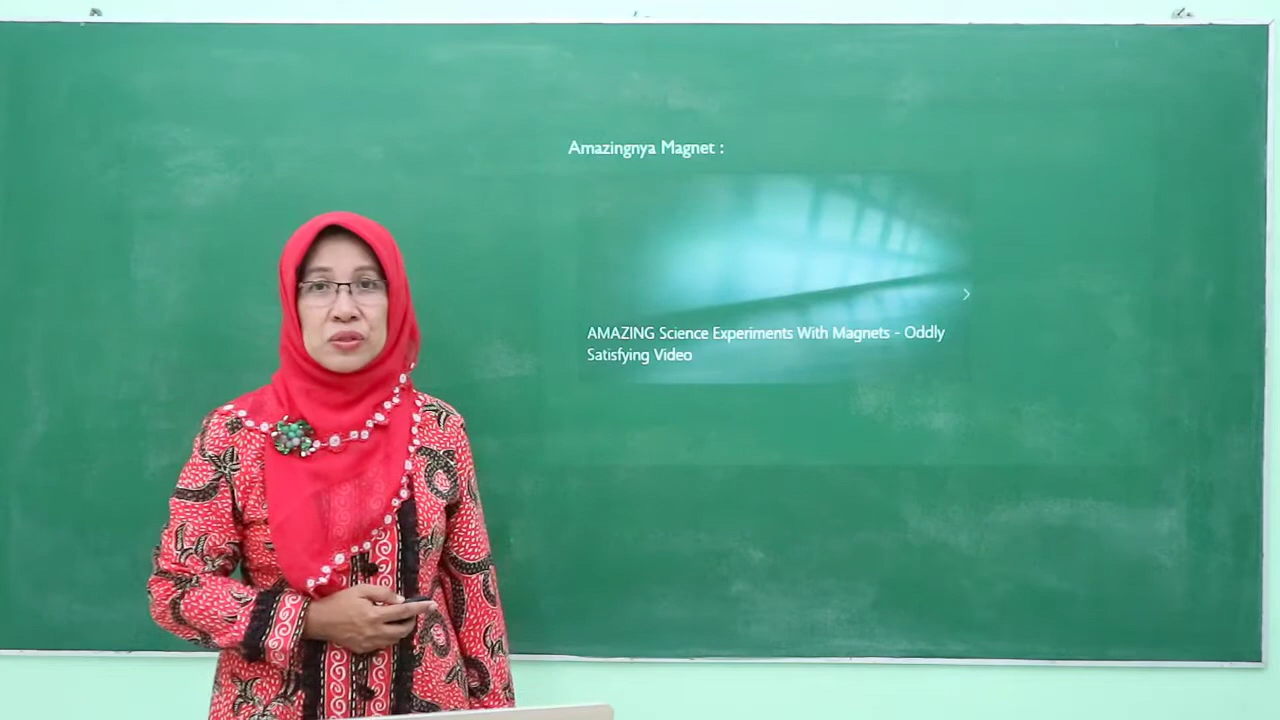 Amazingnya Magnet :
AMAZING Science Experiments With Magnets - Oddly
Satisfying Video